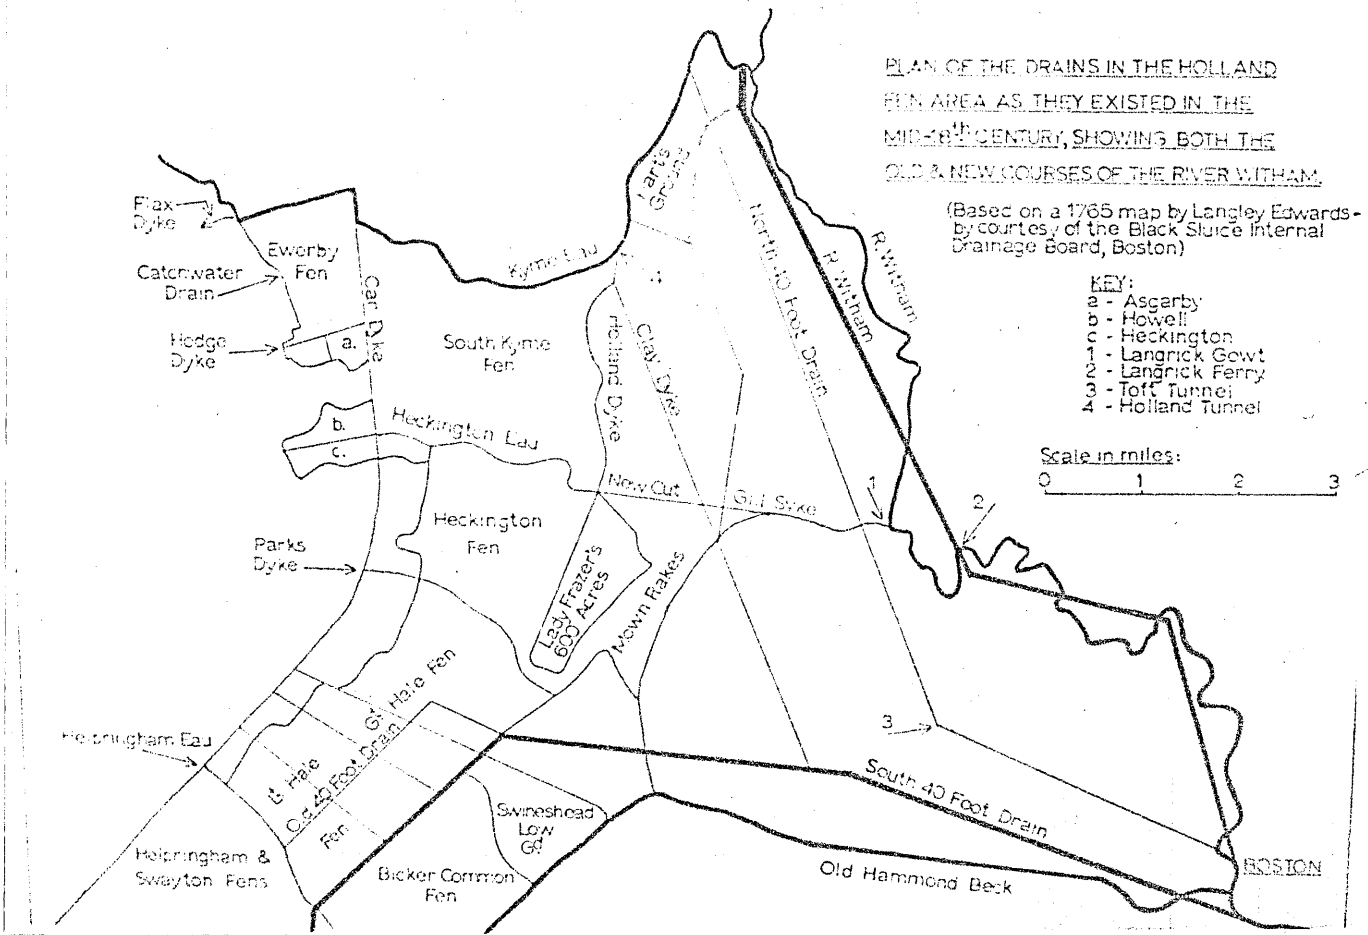 PLAN OF THE DRAINS IN THE HOLLAND
FEN AREA AS THEY EXISTED IN THE
MID-18th CENTURY, SHOWING BOTH THE
OLD & NEW COURSES OF THE RIVER WITHAM.
(Based on a 1765 map by Langley Edwards-
by courtesy of the Black Sluice Internal
Drainage Board, Boston)
KEY:
a - Asgarby
b - Howell
c - Heckington
1 - Langrick Gowt
2 - Langrick Ferry
3 - Toft Tunnel
4 - Holland Tunnel
Scale in miles:
0 1 2 3
Flax
Dyke
Ewerby
Fen
Catchwater
Drain
Hodge
Dyke
a.
Car Dyke
Kyme Eau
Lart's
Ground
4
North 40 Foot Drain
R. Witham
R. Witham
South Kyme
Fen
Holland Dyke
Clay Dyke
b.
c.
Heckington Eau
New Cut
Gill Syke
1
2
Heckington
Fen
Parks
Dyke
Lady Frazer's
600 Acres
Mown Rakes
Helpringham Eau
Gt. Hale Fen
Lt. Hale
Fen
Old 40 Foot Drain
3
South 40 Foot Drain
Swineshead
Low
Gd.
Helpringham &
Swayton Fens
Bicker Common
Fen
Old Hammond Beck
BOSTON